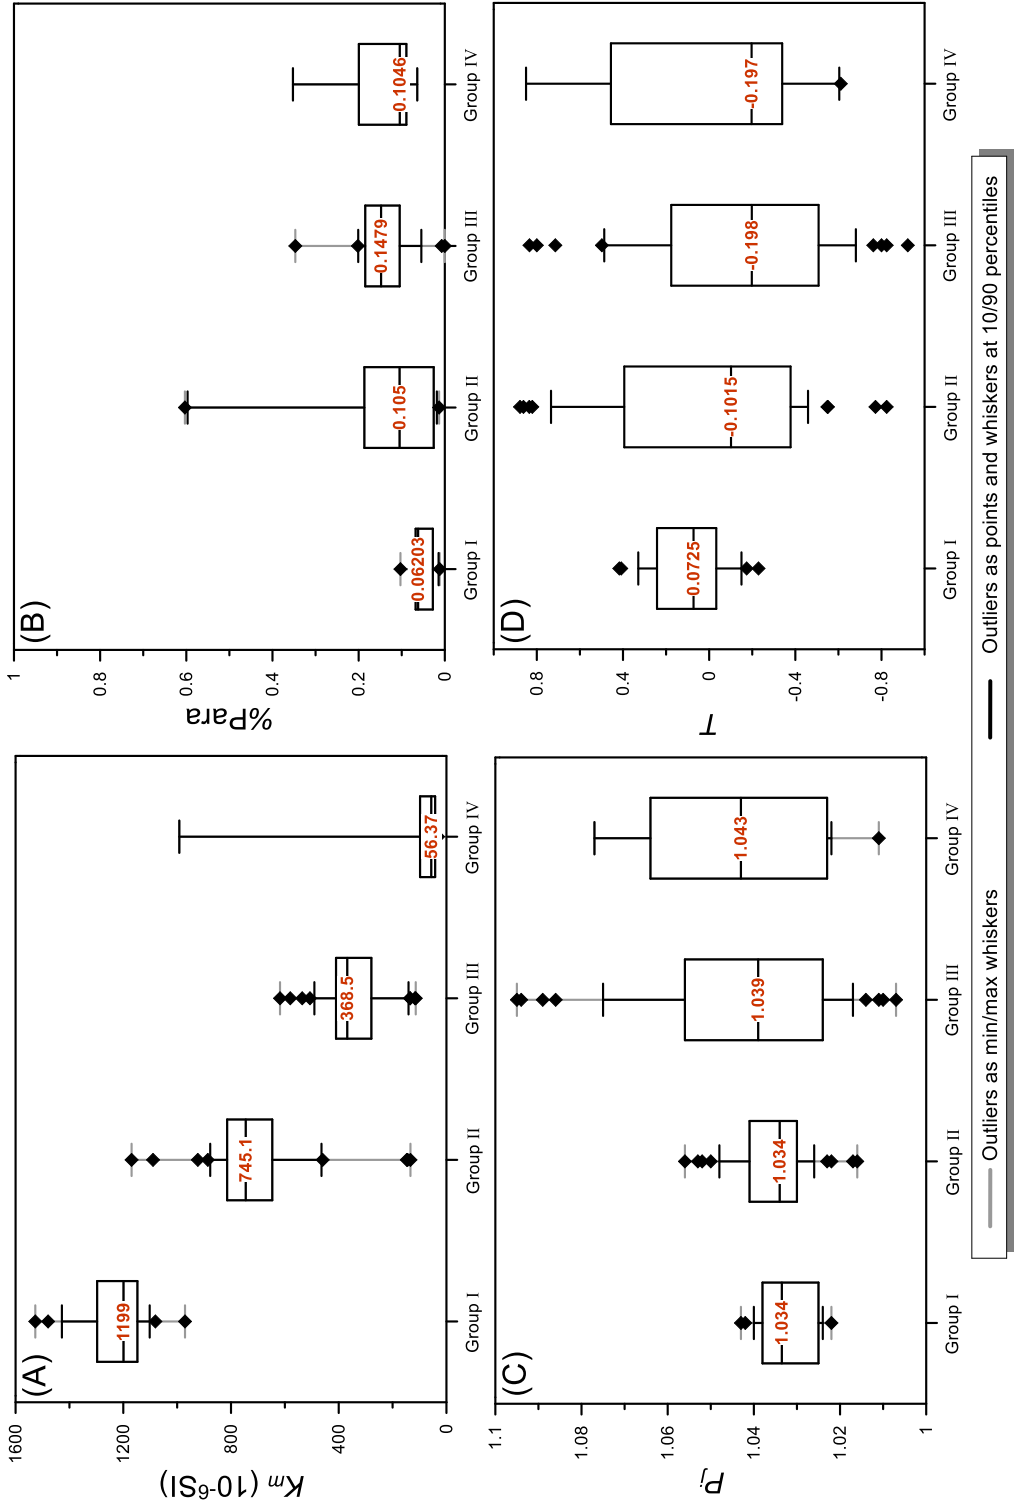 (A)
1600
1200
800
400
0
Km (10-6SI)
1199
745.1
368.5
56.37
Group I
Group II
Group III
Group IV
(B)
1
0.8
0.6
0.4
0.2
0
%Para
0.06203
0.105
0.1479
0.1046
Group I
Group II
Group III
Group IV
(C)
1.1
1.08
1.06
1.04
1.02
1
Pj
1.034
1.034
1.039
1.043
Group I
Group II
Group III
Group IV
(D)
0.8
0.4
0
-0.4
-0.8
T
0.0725
-0.1015
-0.198
-0.197
Group I
Group II
Group III
Group IV
Outliers as min/max whiskers
Outliers as points and whiskers at 10/90 percentiles